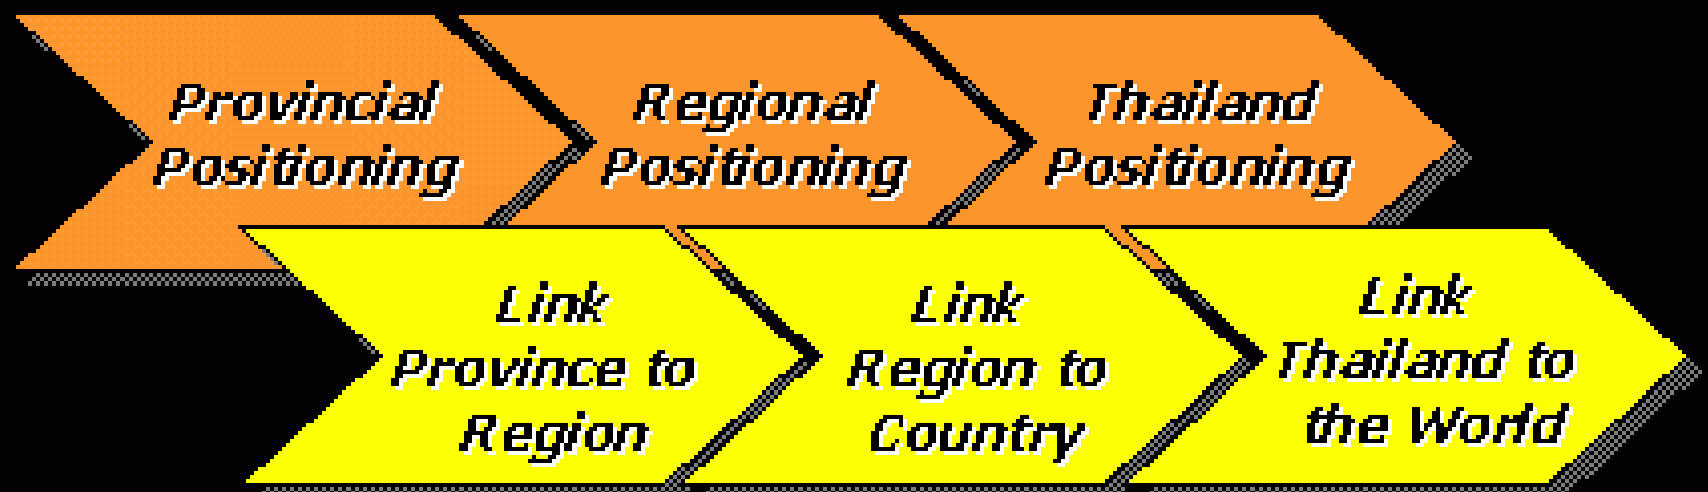 Provincial
Positioning
Regional
Positioning
Thailand
Positioning
Link
Province to
Region
Link
Region to
Country
Link
Thailand to
the World